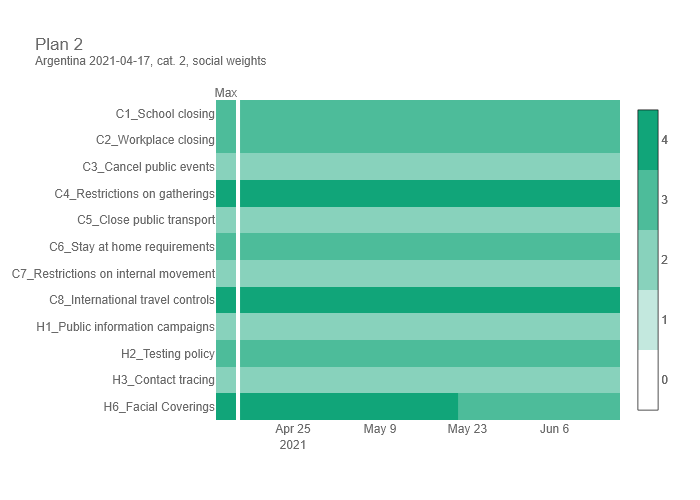 Plan 2
Argentina 2021-04-17, cat. 2, social weights
Max
C1_School closing
C2_Workplace closing
C3_Cancel public events
C4_Restrictions on gatherings
C5_Close public transport
C6_Stay at home requirements
C7_Restrictions on internal movement
C8_International travel controls
H1_Public information campaigns
H2_Testing policy
H3_Contact tracing
H6_Facial Coverings
Apr 25 May 9 May 23 Jun 6
2021
4
3
2
1
0